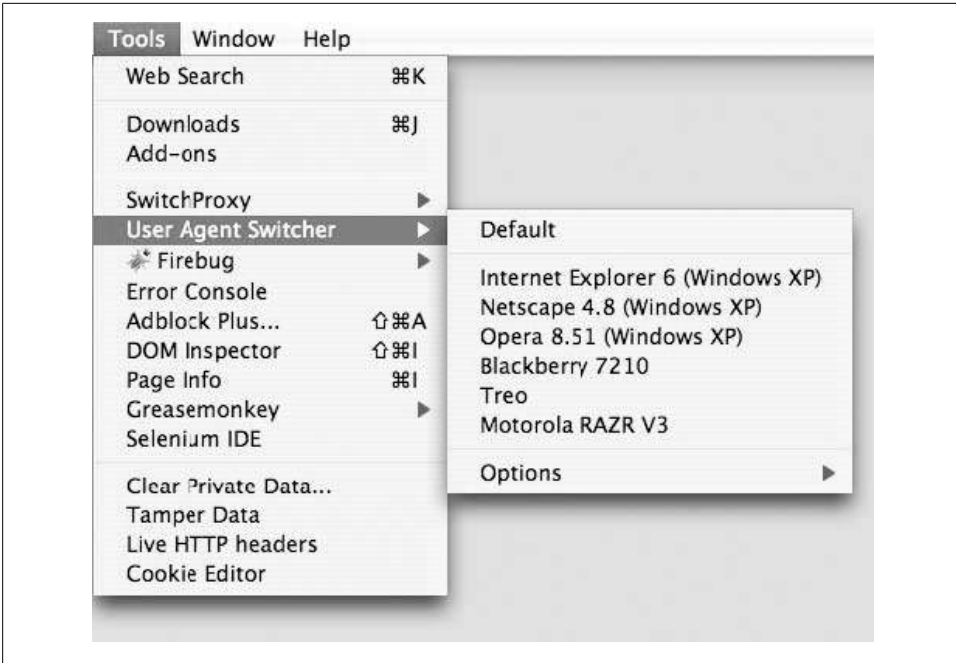 Tools Window Help
Web Search ⌘K
Downloads ⌘J
Add-ons
SwitchProxy ▶
User Agent Switcher ▶
Firebug ▶
Error Console
Adblock Plus... ⇧⌘A
DOM Inspector ⇧⌘I
Page Info ⌘I
Greasemonkey ▶
Selenium IDE
Clear Private Data...
Tamper Data
Live HTTP headers
Cookie Editor
Default
Internet Explorer 6 (Windows XP)
Netscape 4.8 (Windows XP)
Opera 8.51 (Windows XP)
Blackberry 7210
Treo
Motorola RAZR V3
Options ▶